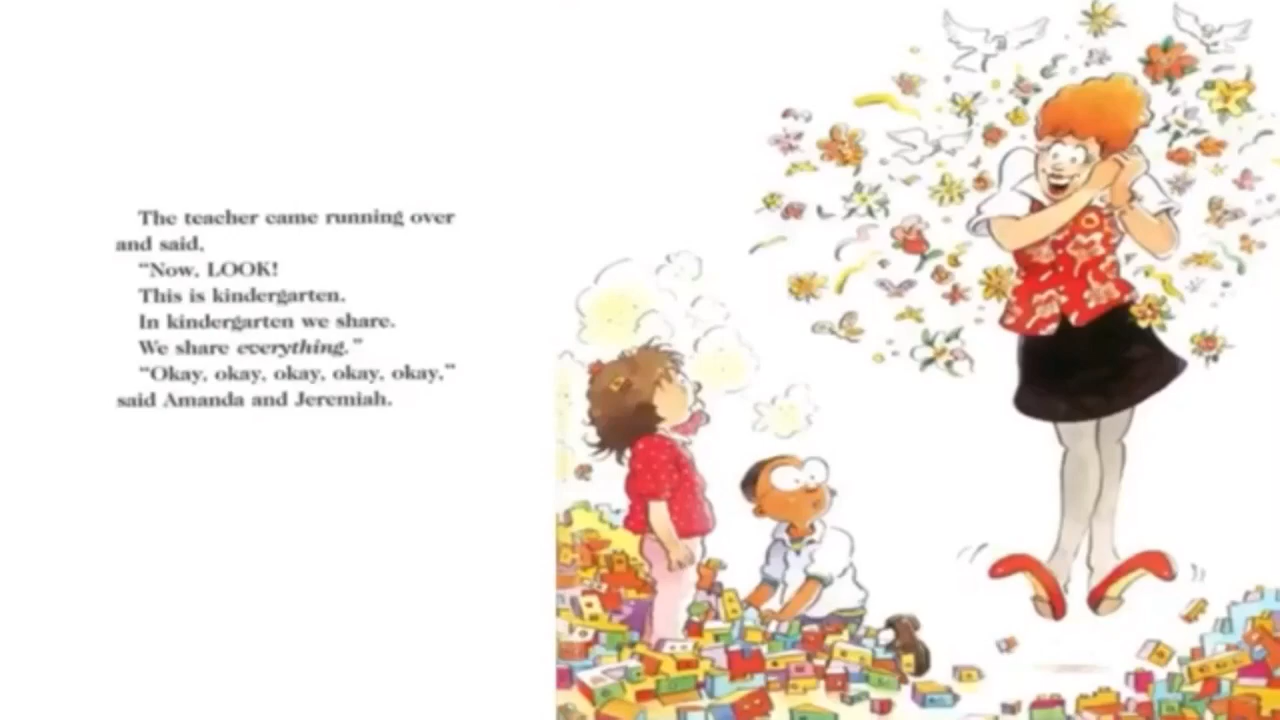 The teacher came running over
and said,
"Now, LOOK!
This is kindergarten.
In kindergarten we share.
We share everything."
"Okay, okay, okay, okay, okay,"
said Amanda and Jeremiah.